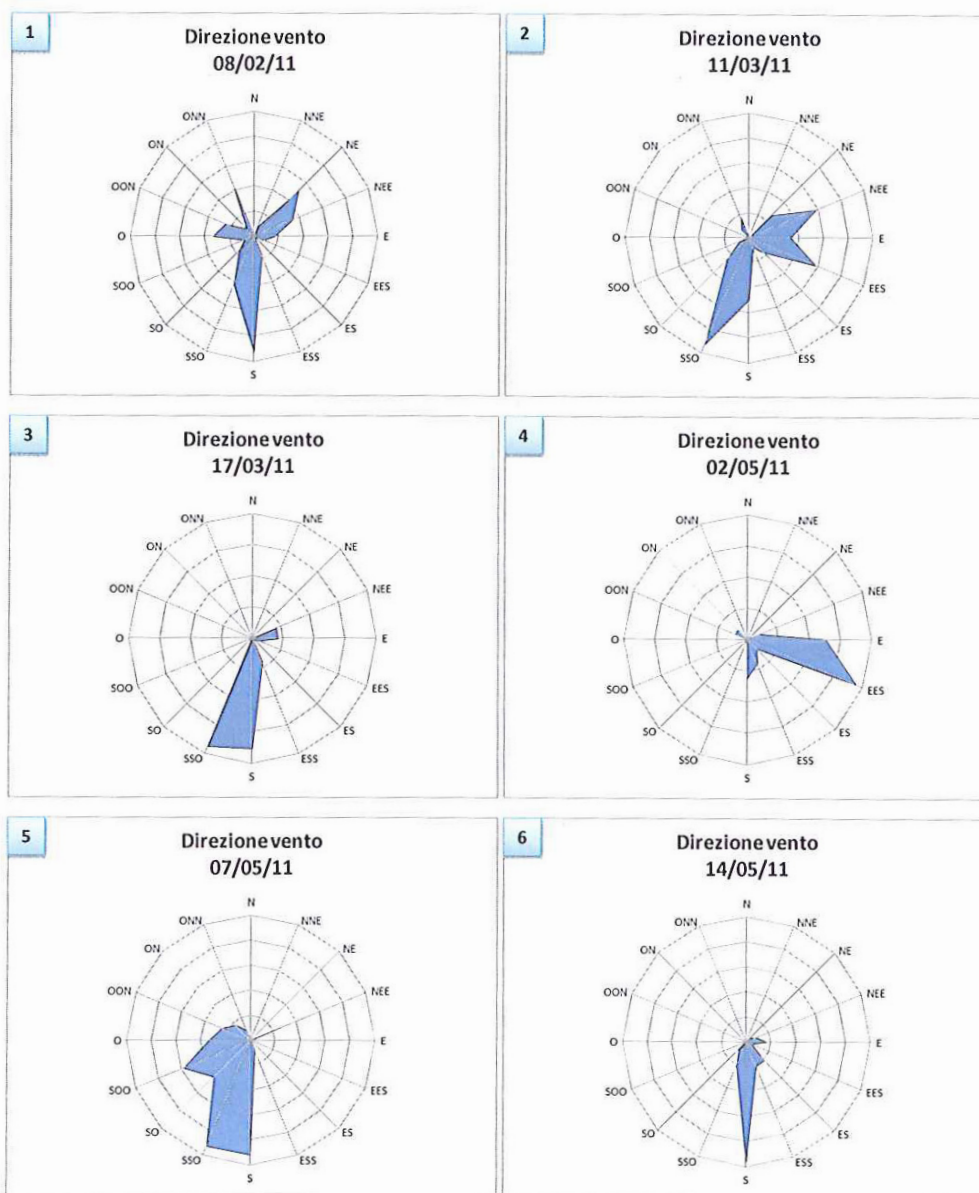 1
Direzione vento
08/02/11
N
ONN
NNE
ON
NE
OON
NEE
O
E
SOO
EES
SO
ES
SSO
ESS
S
2
Direzione vento
11/03/11
N
ONN
NNE
ON
NE
OON
NEE
O
E
SOO
EES
SO
ES
SSO
ESS
S
3
Direzione vento
17/03/11
N
ONN
NNE
ON
NE
OON
NEE
O
E
SOO
EES
SO
ES
SSO
ESS
S
4
Direzione vento
02/05/11
N
ONN
NNE
ON
NE
OON
NEE
O
E
SOO
EES
SO
ES
SSO
ESS
S
5
Direzione vento
07/05/11
N
ONN
NNE
ON
NE
OON
NEE
O
E
SOO
EES
SO
ES
SSO
ESS
S
6
Direzione vento
14/05/11
N
ONN
NNE
ON
NE
OON
NEE
O
E
SOO
EES
SO
ES
SSO
ESS
S